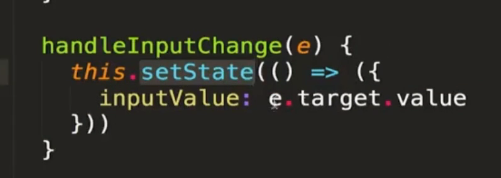 handleInputChange(e) {
this.setState(() => ({
inputValue: e.target.value
}))
}